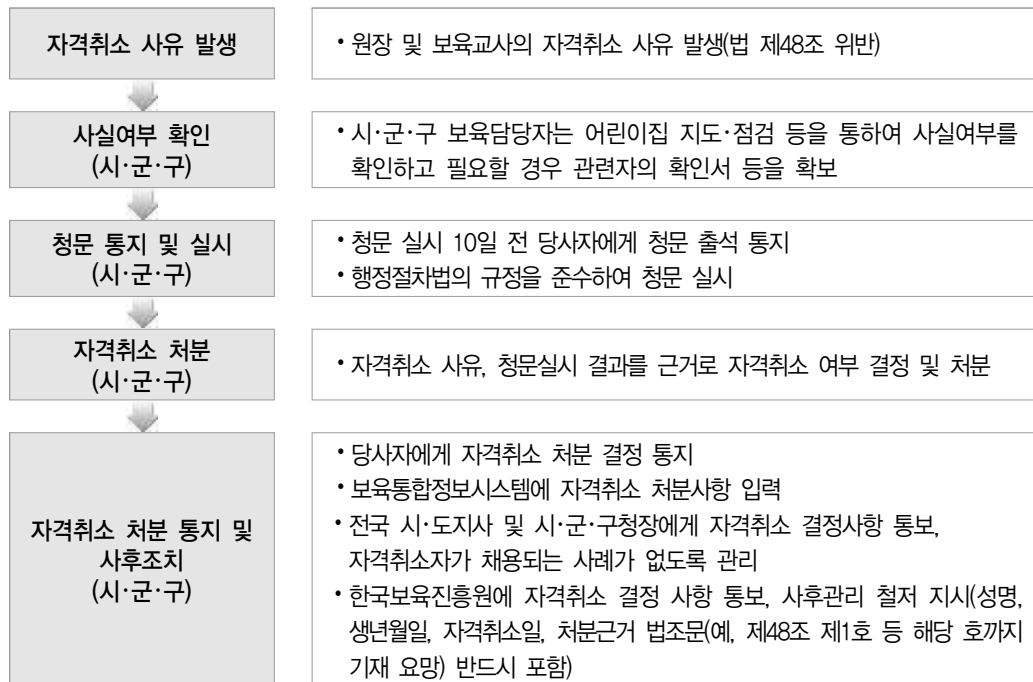 자격취소 사유 발생
• 원장 및 보육교사의 자격취소 사유 발생(법 제48조 위반)
사실여부 확인
(시·군·구)
• 시·군·구 보육담당자는 어린이집 지도·점검 등을 통하여 사실여부를
확인하고 필요할 경우 관련자의 확인서 등을 확보
청문 통지 및 실시
(시·군·구)
• 청문 실시 10일 전 당사자에게 청문 출석 통지
• 행정절차법의 규정을 준수하여 청문 실시
자격취소 처분
(시·군·구)
• 자격취소 사유, 청문실시 결과를 근거로 자격취소 여부 결정 및 처분
자격취소 처분 통지 및
사후조치
(시·군·구)
• 당사자에게 자격취소 처분 결정 통지
• 보육통합정보시스템에 자격취소 처분사항 입력
• 전국 시·도지사 및 시·군·구청장에게 자격취소 결정사항 통보,
자격취소자가 채용되는 사례가 없도록 관리
• 한국보육진흥원에 자격취소 결정 사항 통보, 사후관리 철저 지시(성명,
생년월일, 자격취소일, 처분근거 법조문(예, 제48조 제1호 등 해당 호까지
기재 요망) 반드시 포함)